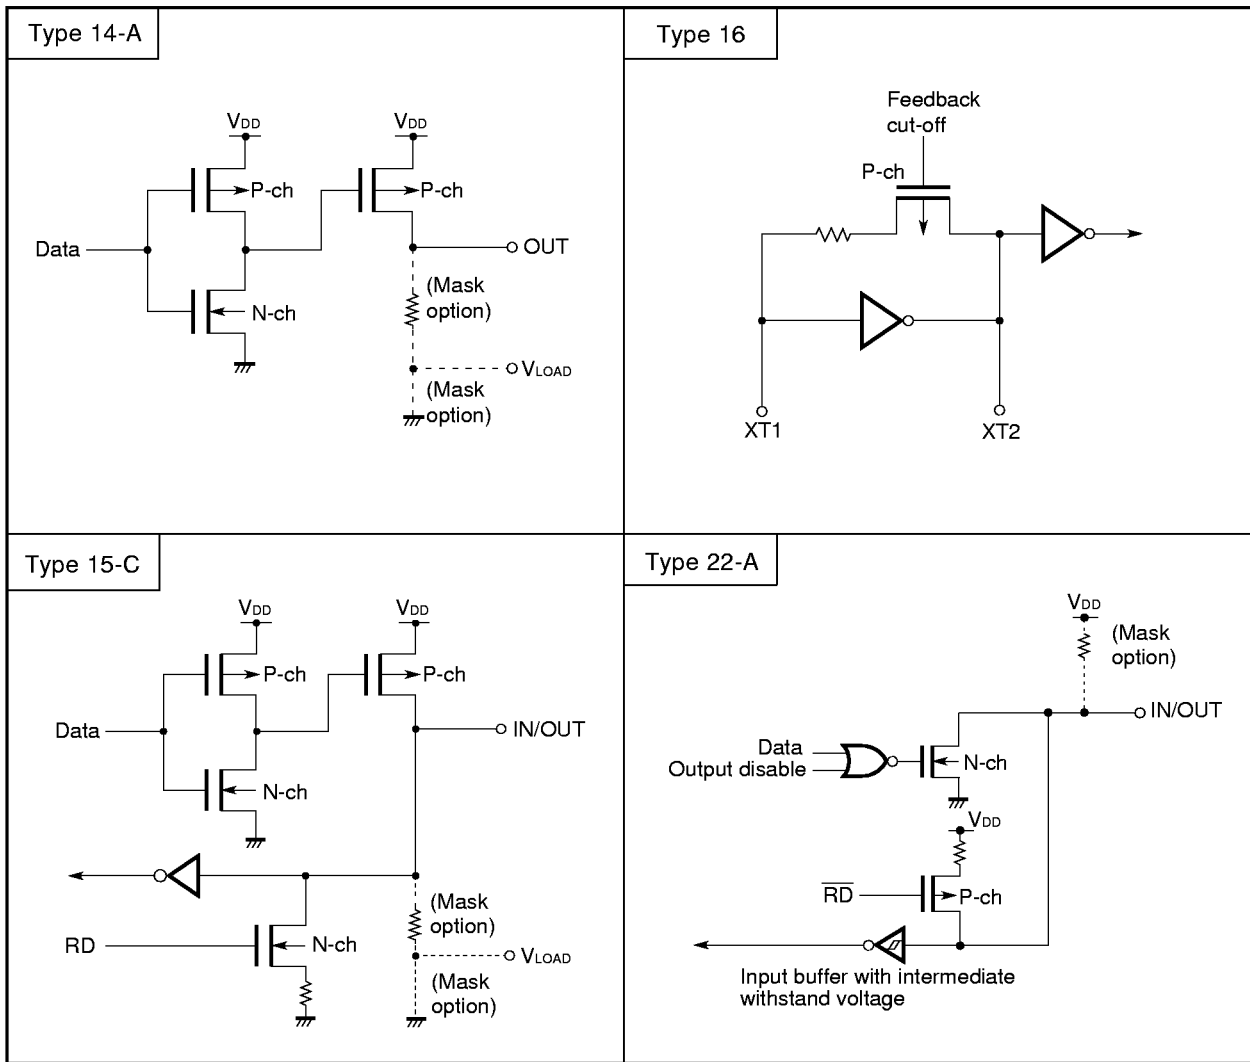 Type 14-A
VDD
VDD
P-ch
P-ch
Data
OUT
N-ch
(Mask
option)
VLOAD
(Mask
option)
Type 16
Feedback
cut-off
P-ch
XT1
XT2
Type 15-C
VDD
VDD
P-ch
P-ch
Data
IN/OUT
N-ch
(Mask
option)
RD
N-ch
VLOAD
(Mask
option)
Type 22-A
VDD
(Mask
option)
IN/OUT
Data
Output disable
N-ch
VDD
RD
P-ch
Input buffer with intermediate
withstand voltage